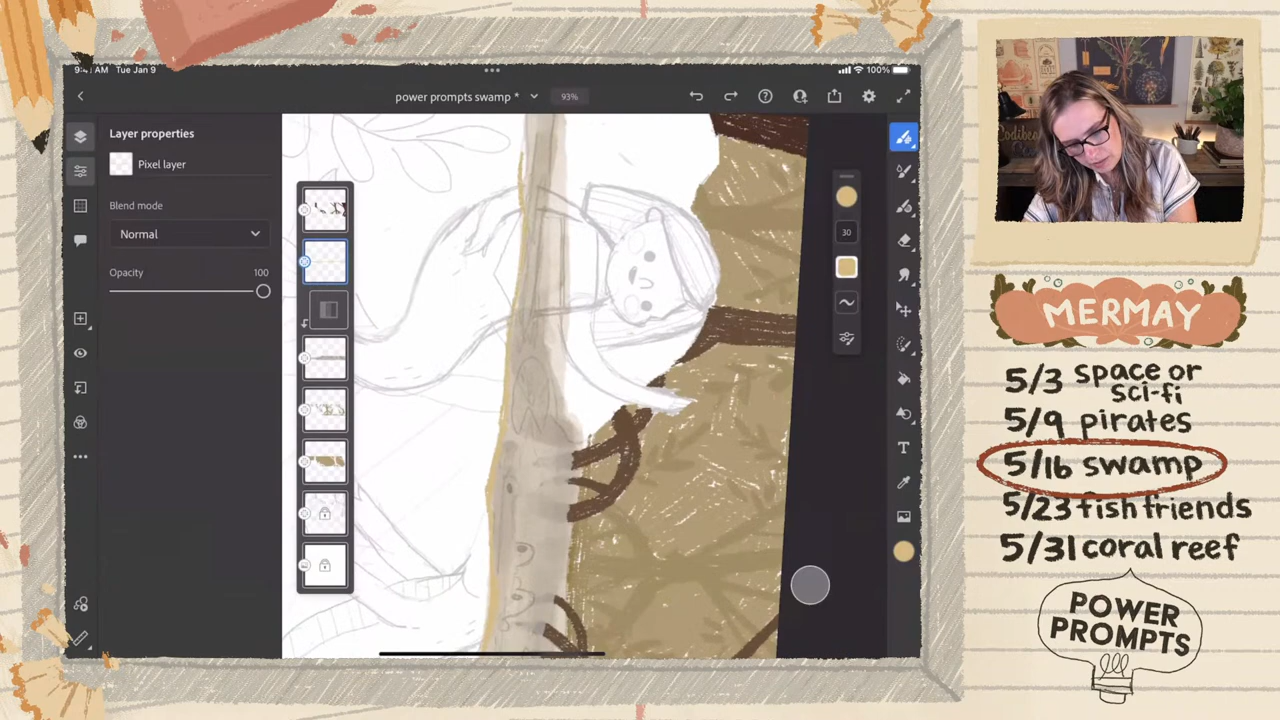 9:41 AM Tue Jan 9
100%
power prompts swamp *
93%
Layer properties
Pixel layer
Blend mode
Normal
Opacity
100
30
T
MERMAY
5/3 space or
sci-fi
5/9 pirates
5/16 swamp
5/23 fish friends
5/31 coral reef
POWER
PROMPTS